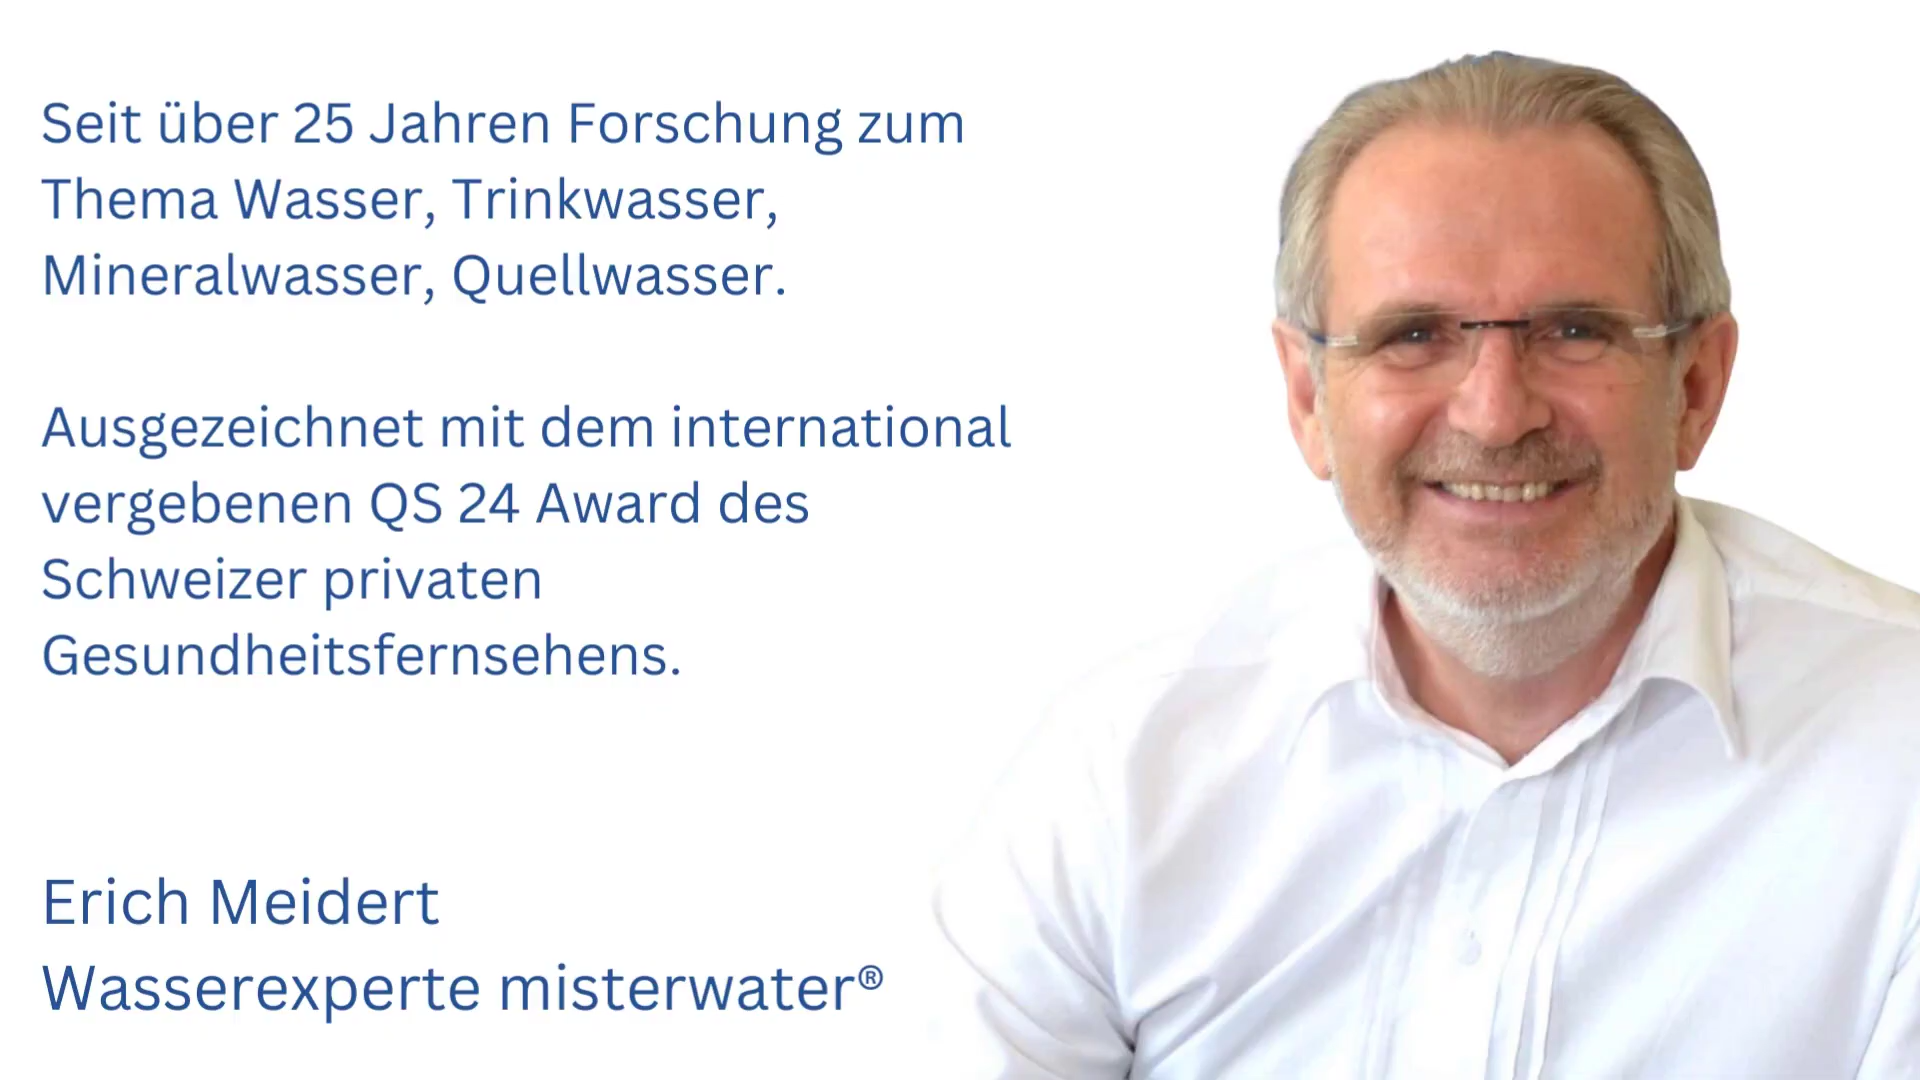 Seit über 25 Jahren Forschung zum
Thema Wasser, Trinkwasser,
Mineralwasser, Quellwasser.
Ausgezeichnet mit dem international
vergebenen QS 24 Award des
Schweizer privaten
Gesundheitsfernsehens.
Erich Meidert
Wasserexperte misterwater®